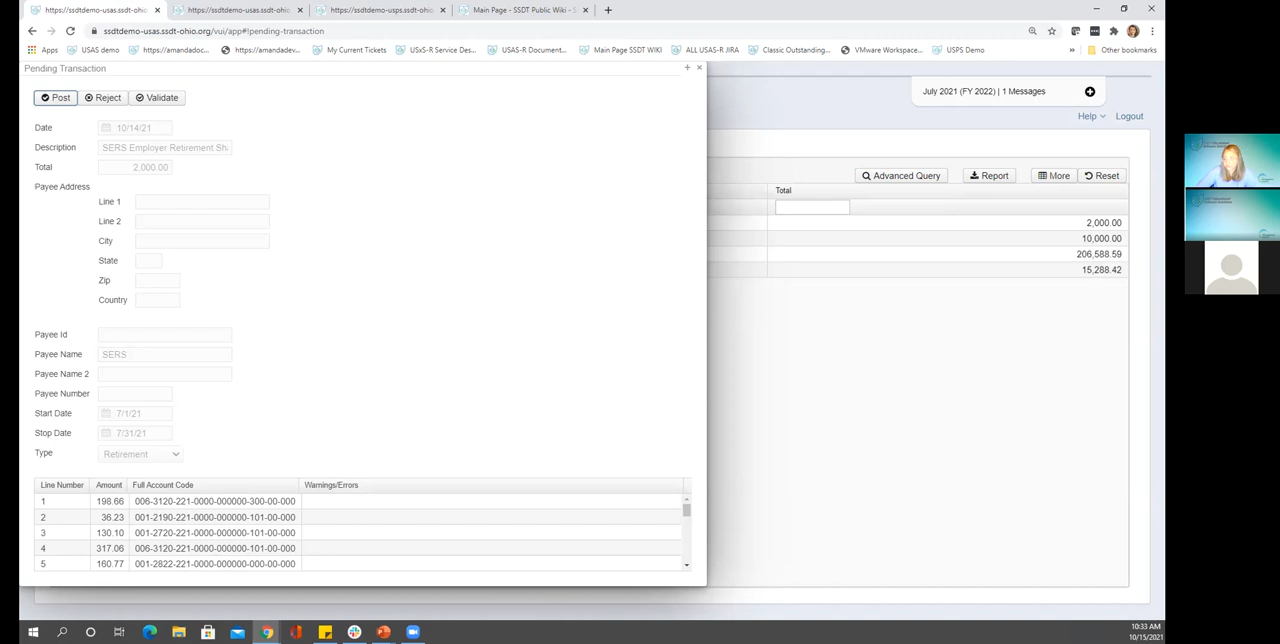 https://ssdtdemo-usas.ssdt-ohio. × https://ssdtdemo-usas.ssdt-ohio. × https://ssdtdemo-usps.ssdt-ohio. × Main Page - SSDT Public Wiki - S ×
ssdtdemo-usas.ssdt-ohio.org/vui/app#!pending-transaction
Apps USAS demo https://amandadoc... https://amandadev... My Current Tickets USxS-R Service Des... USAS-R Document... Main Page SSDT WIKI ALL USAS-R JIRA Classic Outstanding... VMware Workspace... USPS Demo » Other bookmarks
Pending Transaction
July 2021 (FY 2022) | 1 Messages
Post Reject Validate
Help Logout
Date 10/14/21
Description SERS Employer Retirement Sh
Total 2,000.00
Advanced Query Report More Reset
Payee Address
Total
Line 1
Line 2
2,000.00
City
10,000.00
State
206,588.59
15,288.42
Zip
Country
Payee Id
Payee Name SERS
Payee Name 2
Payee Number
Start Date 7/1/21
Stop Date 7/31/21
Type Retirement
Line Number Amount Full Account Code Warnings/Errors
1 198.66 006-3120-221-0000-000000-300-00-000
2 36.23 001-2190-221-0000-000000-101-00-000
3 130.10 001-2720-221-0000-000000-101-00-000
4 317.06 006-3120-221-0000-000000-101-00-000
5 160.77 001-2822-221-0000-000000-000-00-000
10:33 AM
10/15/2021